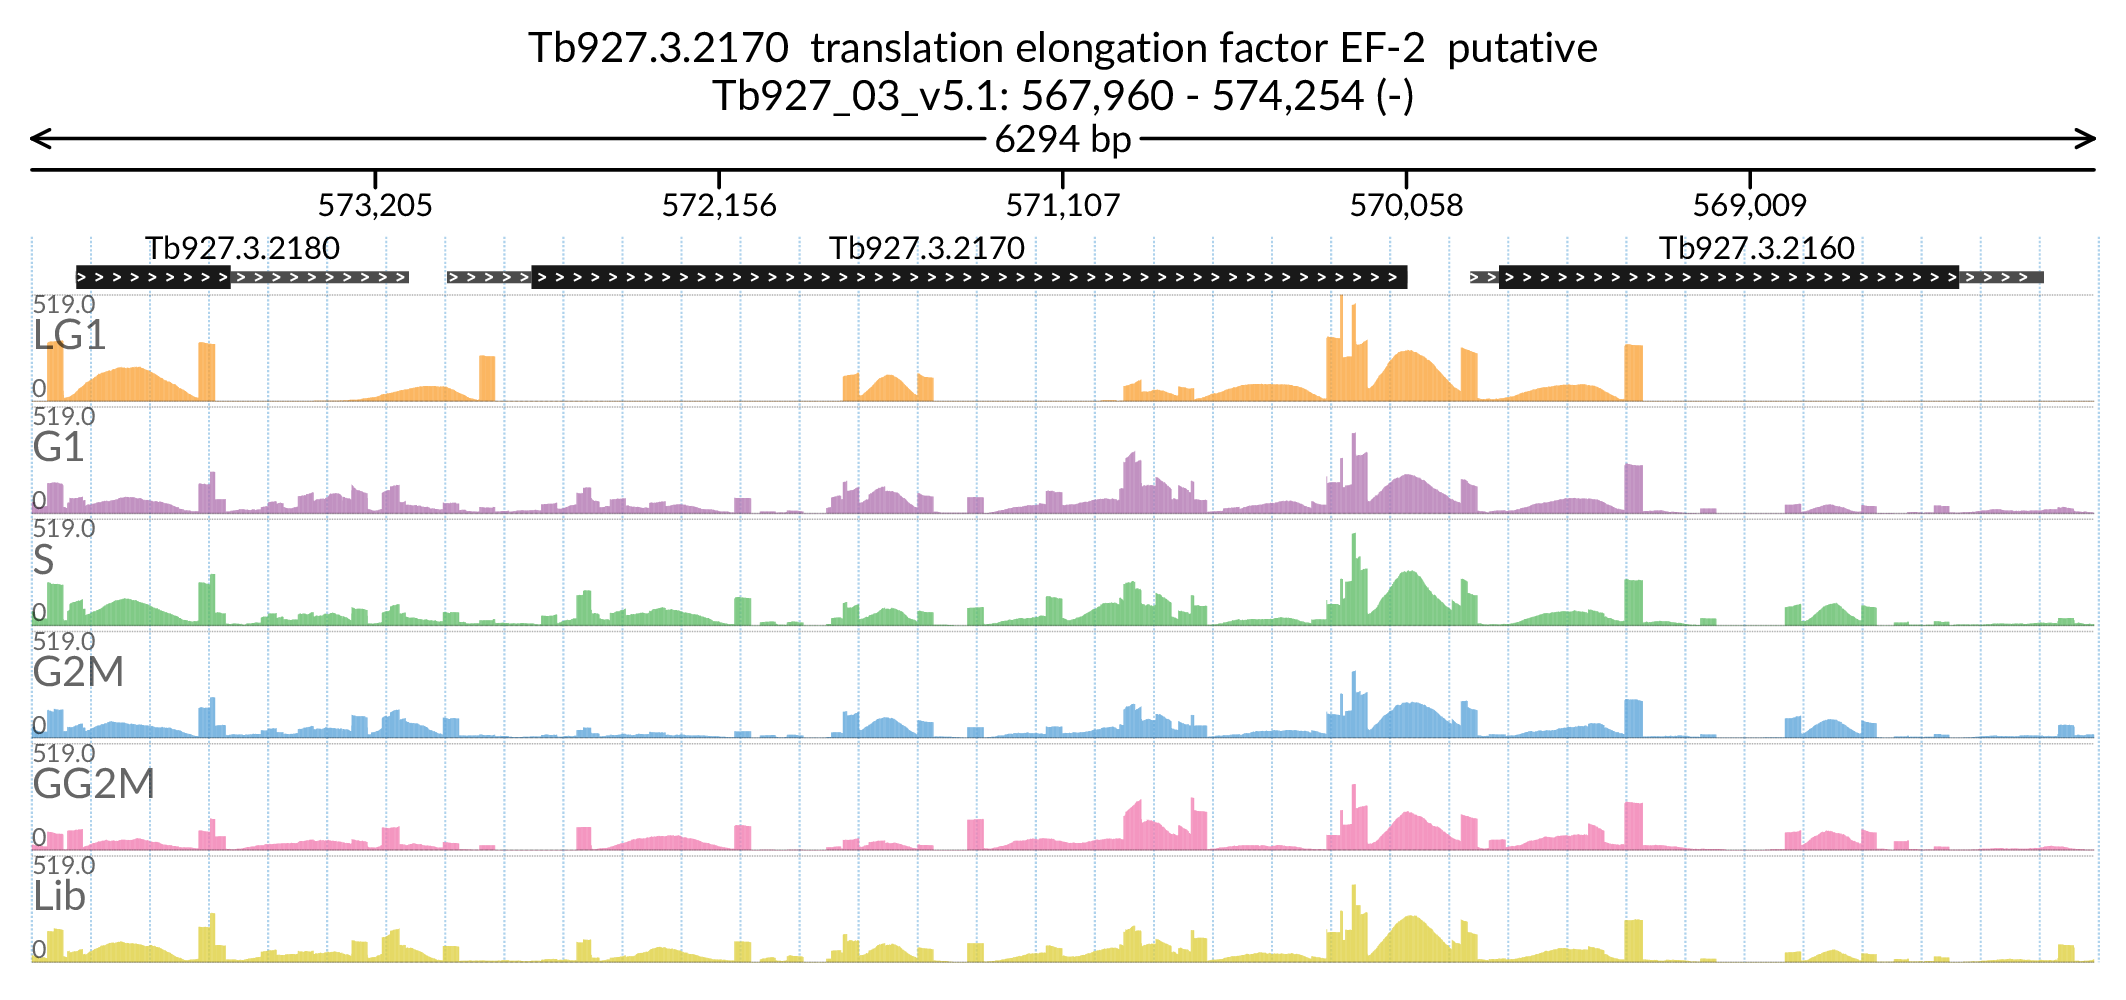 Tb927.3.2170  translation elongation factor EF-2  putative
Tb927_03_v5.1: 567,960 - 574,254 (-)
6294 bp
573,205 572,156 571,107 570,058 569,009
Tb927.3.2180 Tb927.3.2170 Tb927.3.2160
519.0
LG1
0
519.0
G1
0
519.0
S
0
519.0
G2M
0
519.0
GG2M
0
519.0
Lib
0